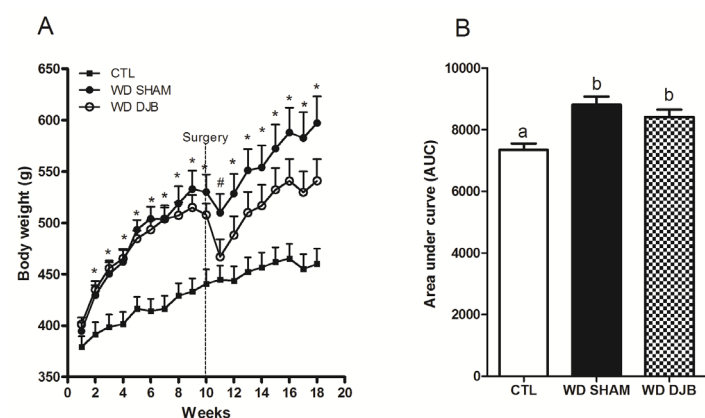 A
650
600
550
500
450
400
350
Body weight (g)
CTL
WD SHAM
WD DJB
Surgery
* * * * * * * * * # * * * * * * *
0 2 4 6 8 10 12 14 16 18 20
Weeks
B
10000
8000
6000
4000
2000
0
Area under curve (AUC)
a
b
b
CTL WD SHAM WD DJB